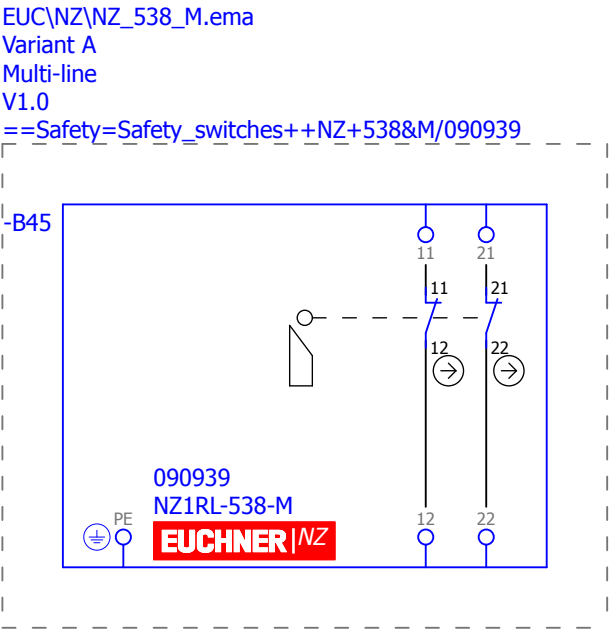 EUC\NZ\NZ_538_M.ema
Variant A
Multi-line
V1.0
==Safety=Safety_switches++NZ+538&M/090939
-B45
11 21
11 21
12 22
090939
NZ1RL-538-M
PE
EUCHNER|NZ
12 22